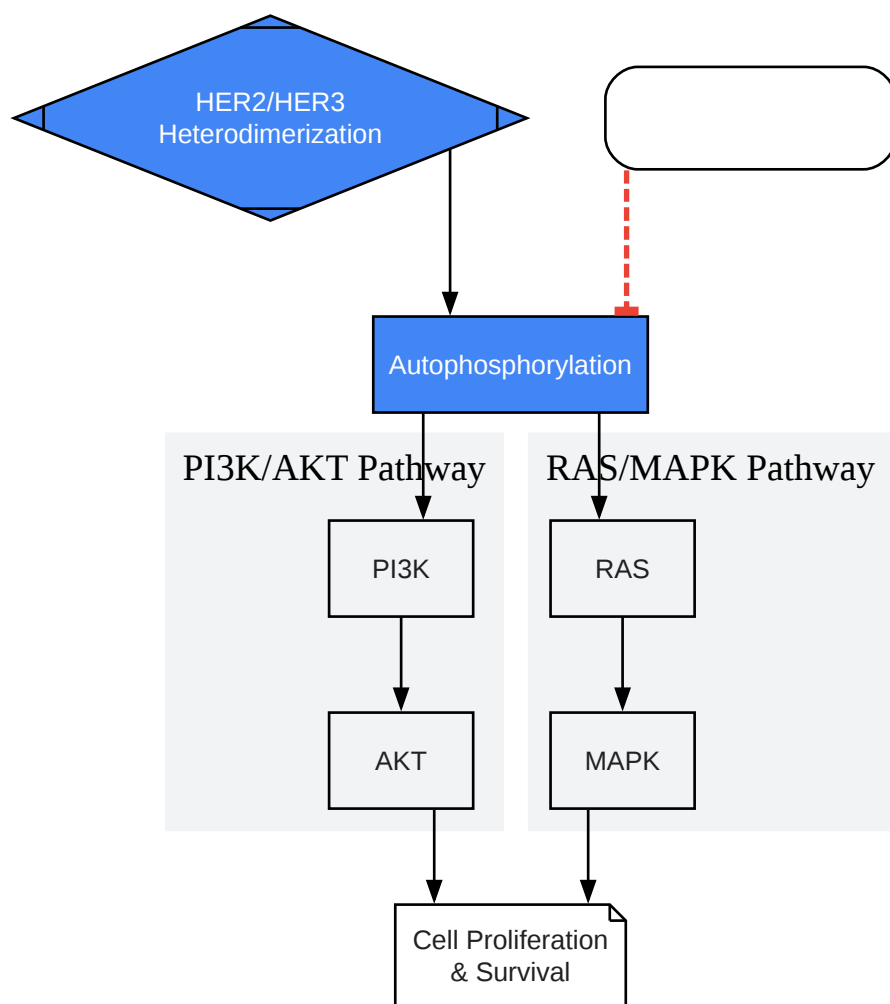 HER2/HER3
Heterodimerization
Autophosphorylation
PI3K/AKT Pathway
RAS/MAPK Pathway
PI3K
RAS
AKT
MAPK
Cell Proliferation
& Survival